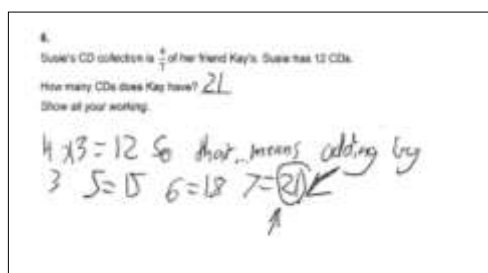 6.
Susie's CD collection is 4/7 of her friend Kay's. Susie has 12 CDs.
How many CDs does Kay have? 21
Show all your working.
4 x3 = 12 So that means adding by
3 5=15 6=18 7=21